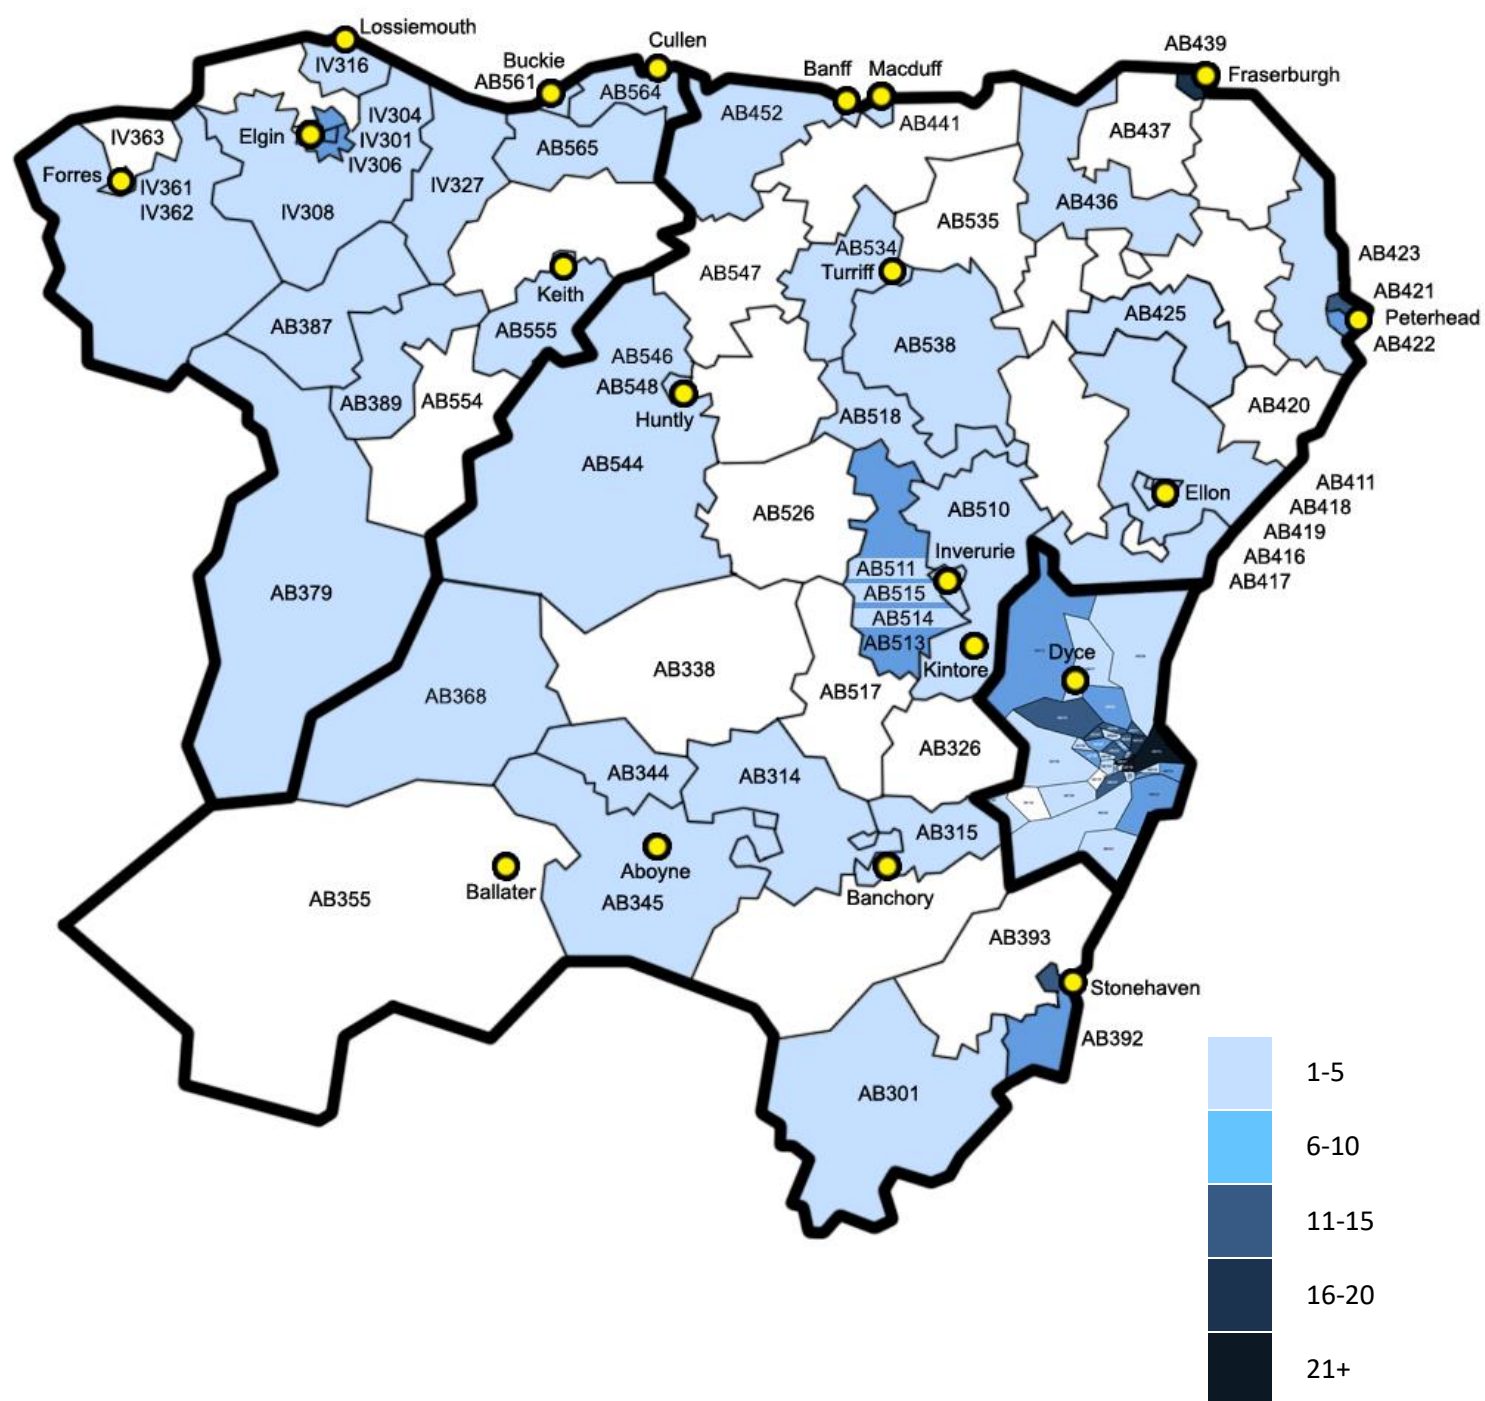 Lossiemouth
Cullen
AB439
Buckie
Banff
Macduff
IV316
AB561
Fraserburgh
AB564
AB452
IV304
AB441
AB437
IV363
Elgin
IV301
AB565
IV306
Forres
IV361
IV327
IV362
IV308
AB436
AB535
AB534
AB423
Turriff
AB547
Keith
AB421
AB425
Peterhead
AB387
AB555
AB538
AB422
AB546
AB548
AB389
AB554
AB420
Huntly
AB518
AB544
AB411
Ellon
AB418
AB526
AB510
AB419
Inverurie
AB416
AB511
AB417
AB379
AB515
AB514
AB513
Dyce
AB338
Kintore
AB368
AB517
AB326
AB344
AB314
AB315
Aboyne
Ballater
AB355
AB345
Banchory
AB393
Stonehaven
AB392
AB301
1-5
6-10
11-15
16-20
21+